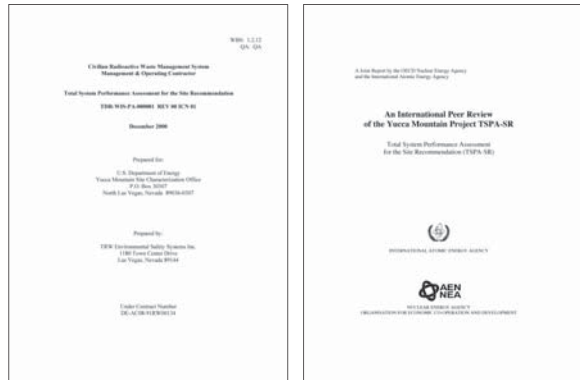 WBS: 1.2.12
QA: QA
Civilian Radioactive Waste Management System
Management & Operating Contractor
Total System Performance Assessment for the Site Recommendation
TDR-WIS-PA-000001 REV 00 ICN 01
December 2000
Prepared for:
U.S. Department of Energy
Yucca Mountain Site Characterization Office
P.O. Box 30307
North Las Vegas, Nevada 89036-0307
Prepared by:
TRW Environmental Safety Systems Inc.
1180 Town Center Drive
Las Vegas, Nevada 89144
Under Contract Number
A Joint Report by the OECD Nuclear Energy Agency
and the International Atomic Energy Agency
An International Peer Review
of the Yucca Mountain Project TSPA-SR
Total System Performance Assessment
for the Site Recommendation (TSPA-SR)
INTERNATIONAL ATOMIC ENERGY AGENCY
AEN
NEA
NUCLEAR ENERGY AGENCY
ORGANISATION FOR ECONOMIC CO-OPERATION AND DEVELOPMENT